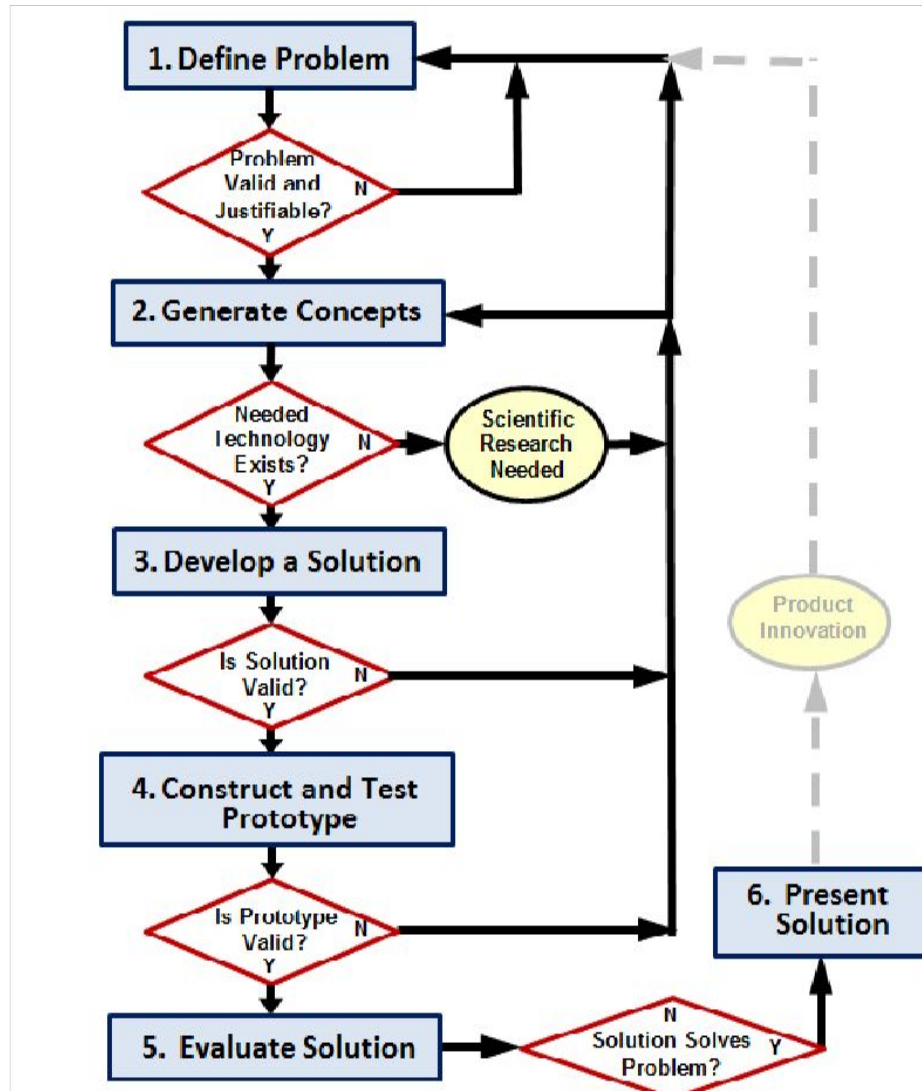 1. Define Problem
Problem
Valid and
Justifiable?
N
Y
2. Generate Concepts
Needed
Technology
Exists?
N
Y
Scientific
Research
Needed
3. Develop a Solution
Product
Innovation
Is Solution
Valid?
N
Y
4. Construct and Test
Prototype
6. Present
Solution
Is Prototype
Valid?
N
Y
5. Evaluate Solution
N
Solution Solves
Problem?
Y